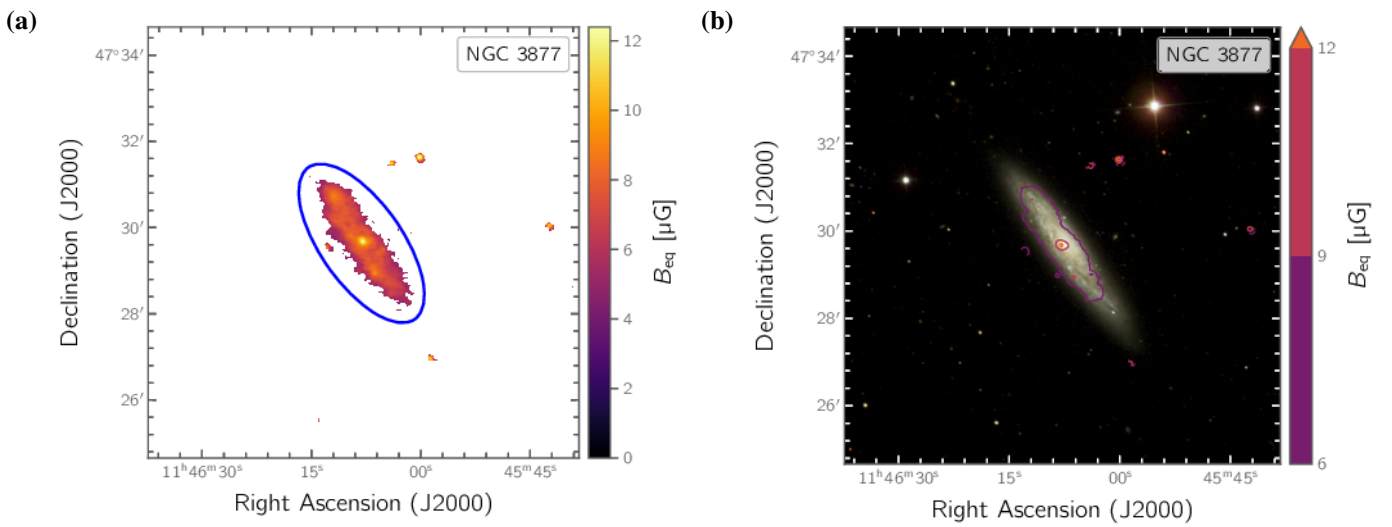 (a)
NGC 3877
47°34′
32′
30′
28′
26′
11ʰ46ᵐ30ˢ
15ˢ
00ˢ
45ᵐ45ˢ
Right Ascension (J2000)
Declination (J2000)
12
10
8
6
4
2
0
Beq [µG]
(b)
NGC 3877
47°34′
32′
30′
28′
26′
11ʰ46ᵐ30ˢ
15ˢ
00ˢ
45ᵐ45ˢ
Right Ascension (J2000)
Declination (J2000)
12
9
6
Beq [µG]